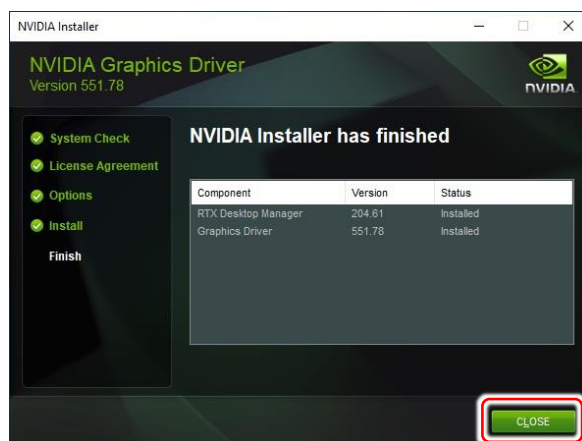 NVIDIA Installer
NVIDIA Graphics Driver
Version 551.78
NVIDIA.
System Check
License Agreement
Options
Install
Finish
NVIDIA Installer has finished
Component Version Status
RTX Desktop Manager 204.61 Installed
Graphics Driver 551.78 Installed
CLOSE